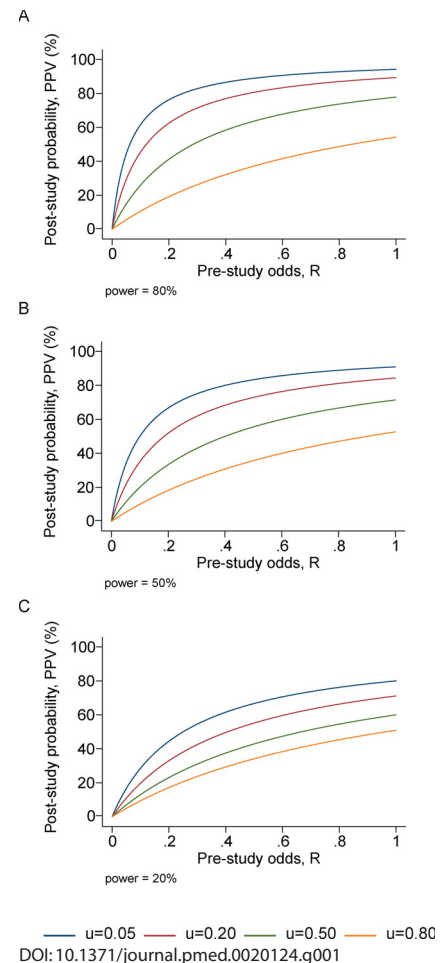 A
Post-study probability, PPV (%)
100
80
60
40
20
0
0 .2 .4 .6 .8 1
Pre-study odds, R
power = 80%
B
Post-study probability, PPV (%)
100
80
60
40
20
0
0 .2 .4 .6 .8 1
Pre-study odds, R
power = 50%
C
Post-study probability, PPV (%)
100
80
60
40
20
0
0 .2 .4 .6 .8 1
Pre-study odds, R
power = 20%
u=0.05 u=0.20 u=0.50 u=0.80
DOI: 10.1371/journal.pmed.0020124.g001